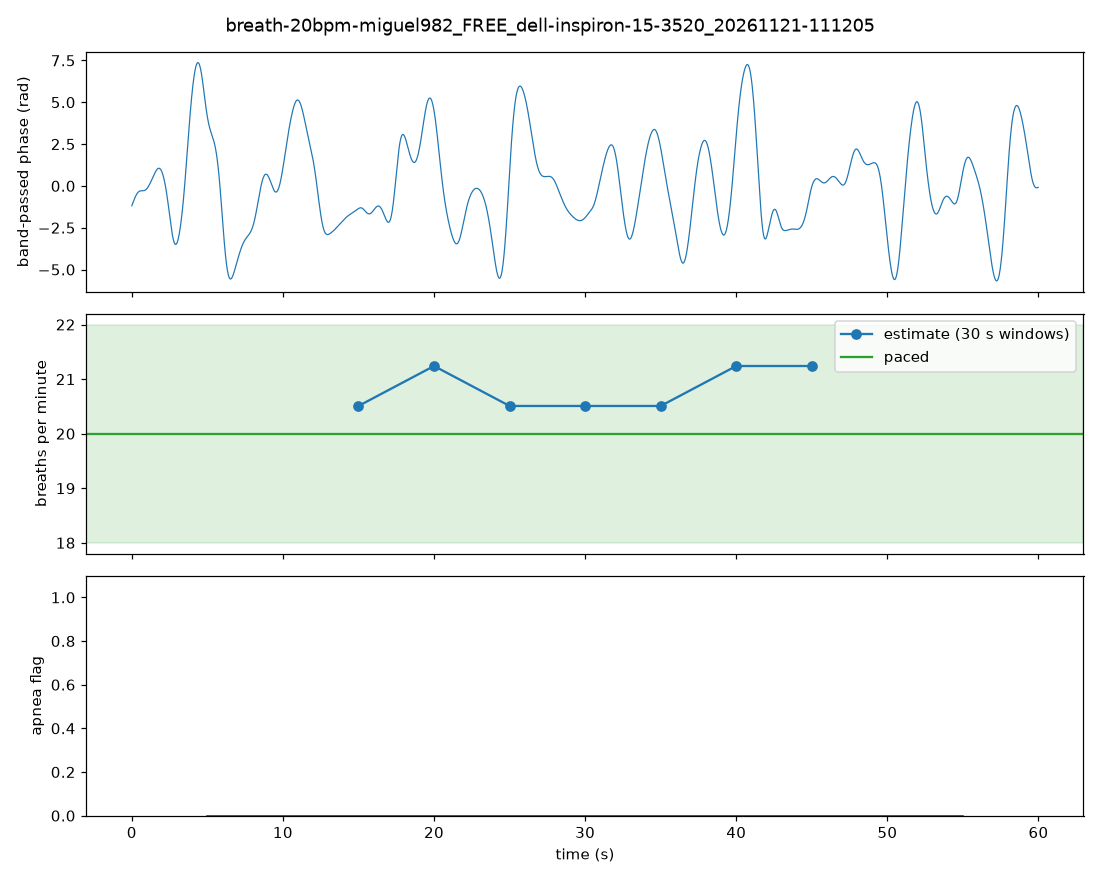 breath-20bpm-miguel982_FREE_dell-inspiron-15-3520_20261121-111205
band-passed phase (rad)
7.5
5.0
2.5
0.0
−2.5
−5.0
breaths per minute
22
21
20
19
18
estimate (30 s windows)
paced
apnea flag
1.0
0.8
0.6
0.4
0.2
0.0
0 10 20 30 40 50 60
time (s)